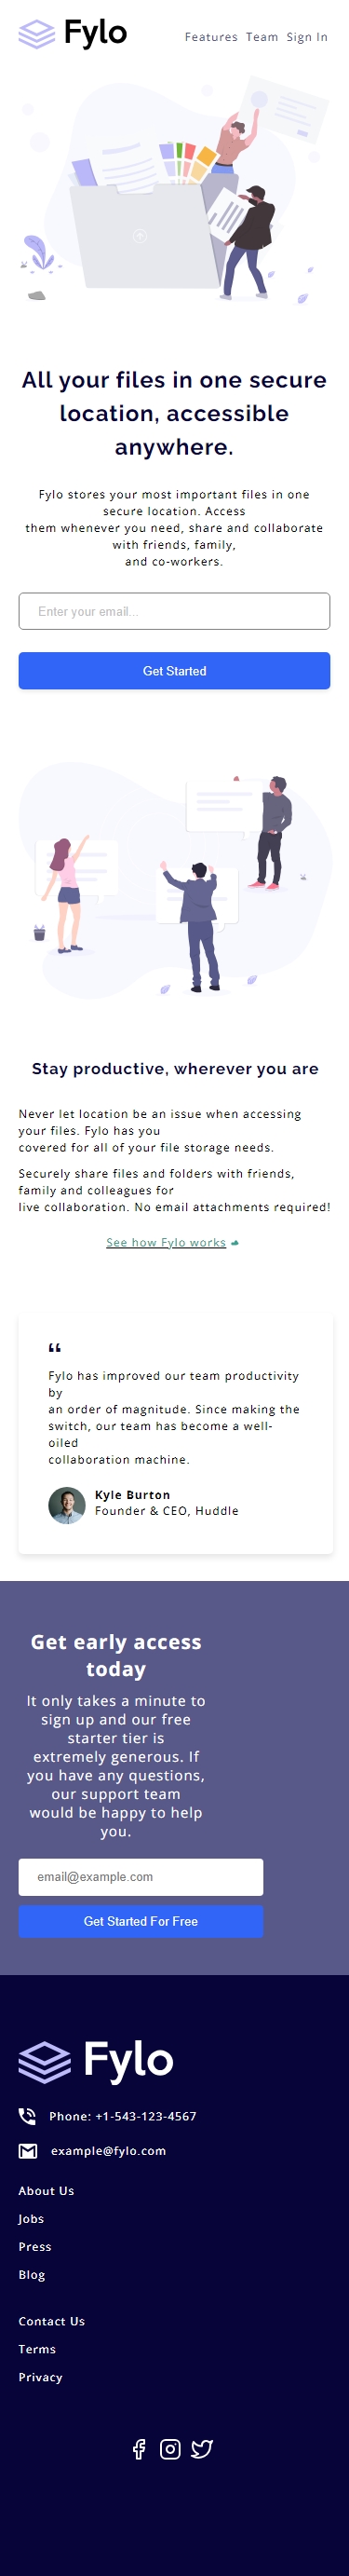 Fylo
Features Team Sign In
All your files in one secure
location, accessible
anywhere.
Fylo stores your most important files in one
secure location. Access
them whenever you need, share and collaborate
with friends, family,
and co-workers.
Enter your email...
Get Started
Stay productive, wherever you are
Never let location be an issue when accessing
your files. Fylo has you
covered for all of your file storage needs.
Securely share files and folders with friends,
family and colleagues for
live collaboration. No email attachments required!
See how Fylo works
“
Fylo has improved our team productivity
by
an order of magnitude. Since making the
switch, our team has become a well-
oiled
collaboration machine.
Kyle Burton
Founder & CEO, Huddle
Get early access
today
It only takes a minute to
sign up and our free
starter tier is
extremely generous. If
you have any questions,
our support team
would be happy to help
you.
email@example.com
Get Started For Free
Fylo
Phone: +1-543-123-4567
example@fylo.com
About Us
Jobs
Press
Blog
Contact Us
Terms
Privacy